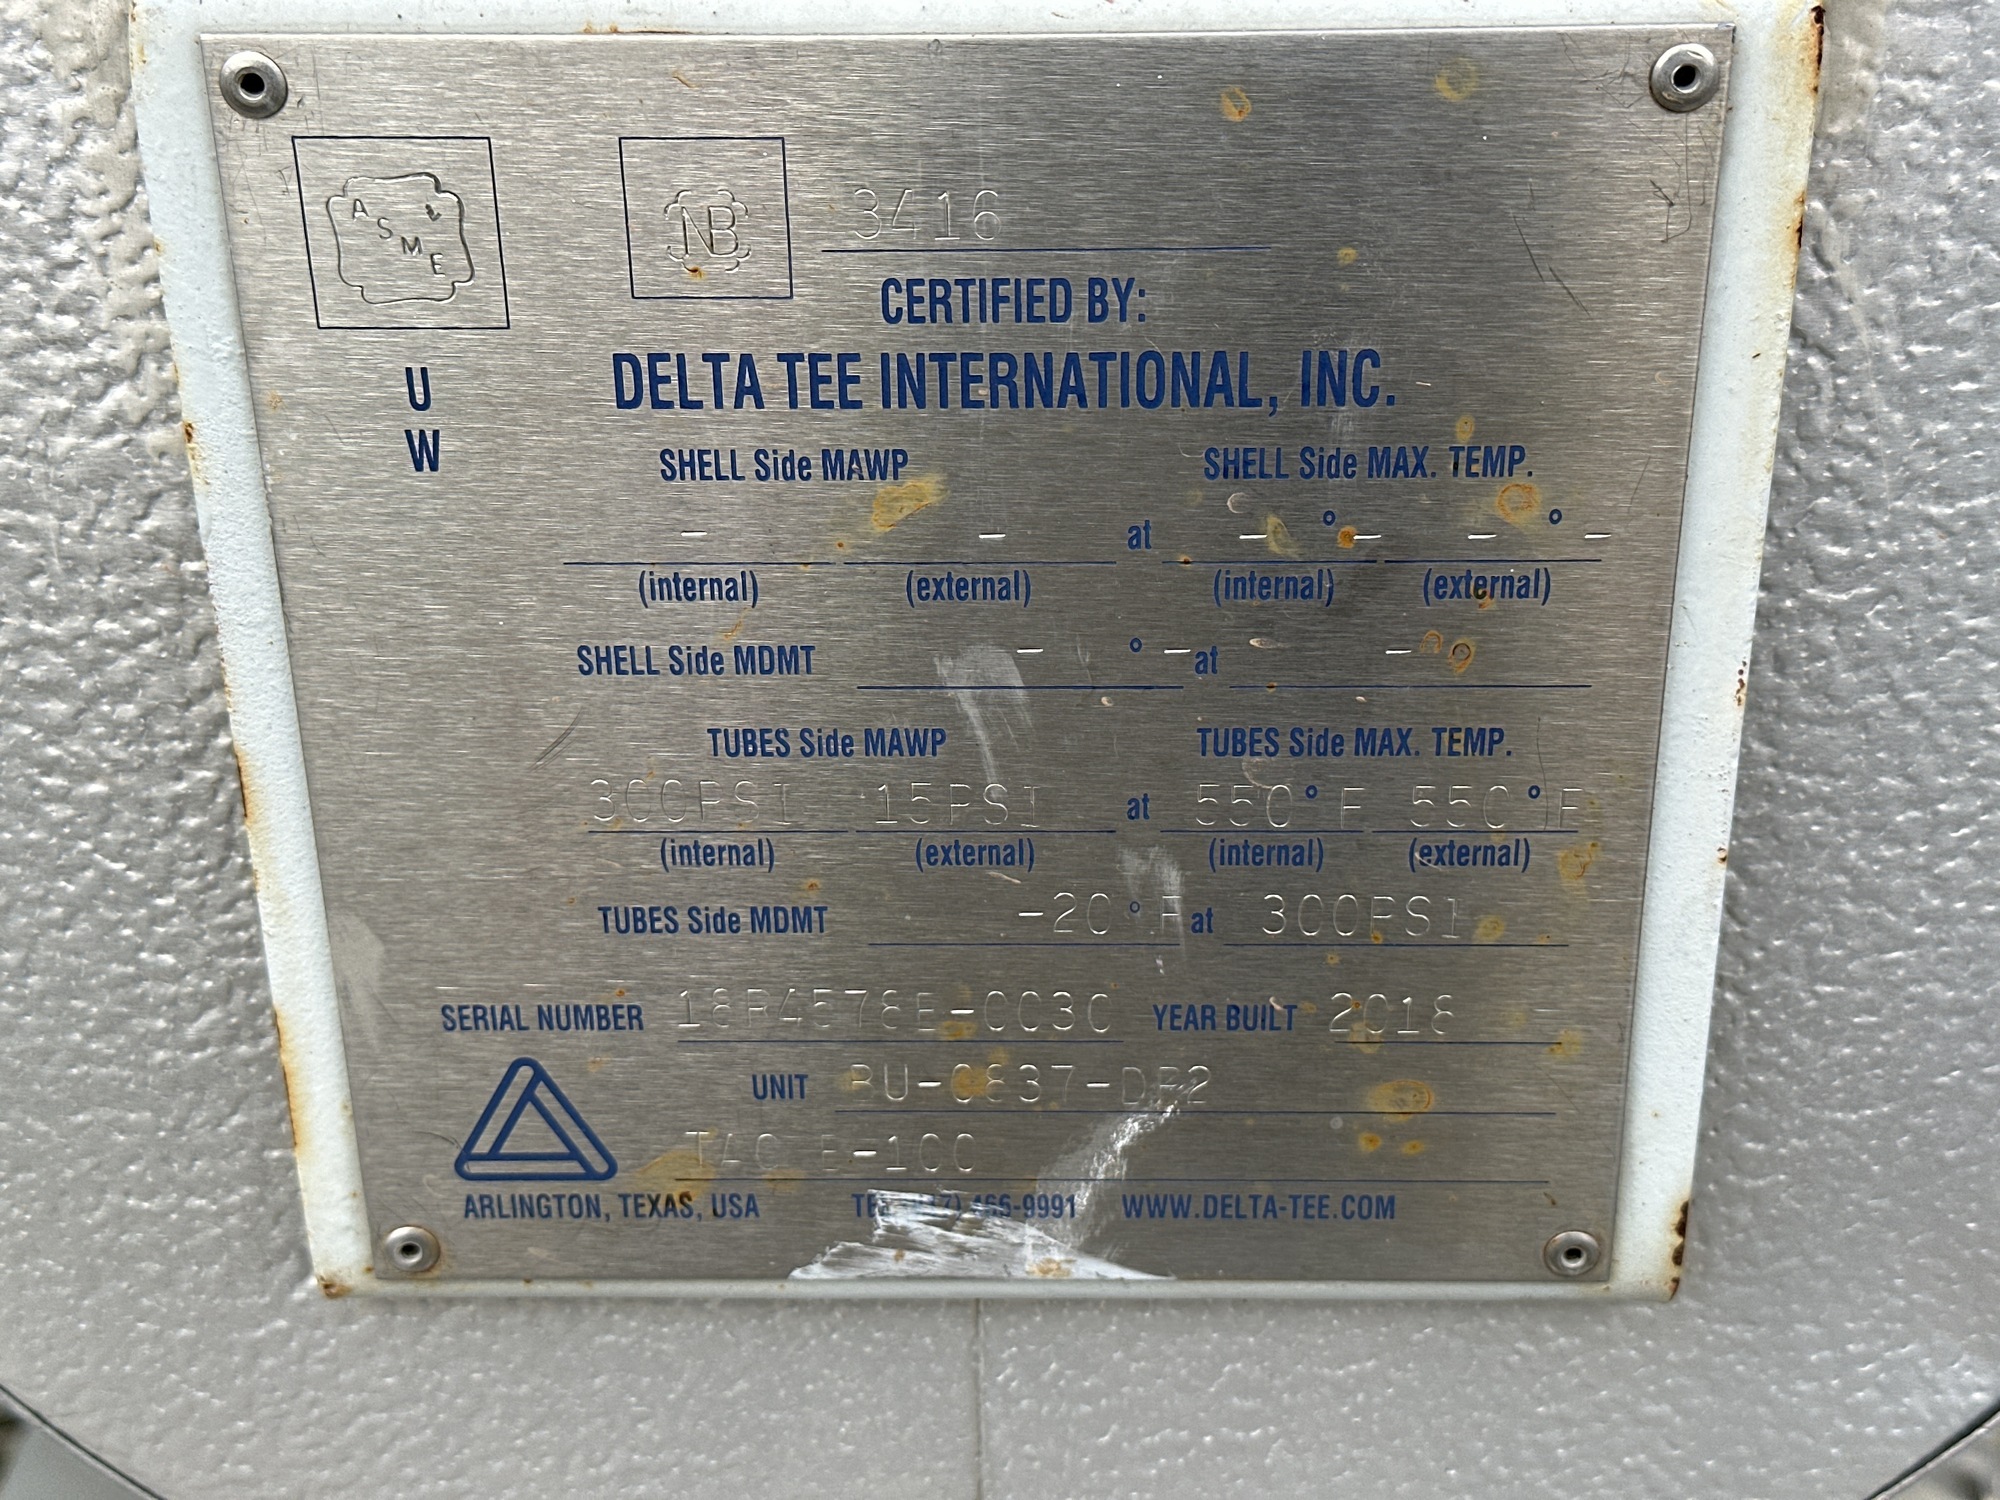 ASME
NB 3416
CERTIFIED BY:
U
DELTA TEE INTERNATIONAL, INC.
W
SHELL Side MAWP SHELL Side MAX. TEMP.
- - at - ° - - ° -
(internal) (external) (internal) (external)
SHELL Side MDMT - ° - at -
TUBES Side MAWP TUBES Side MAX. TEMP.
300PSI 15PSI at 550° F 550° F
(internal) (external) (internal) (external)
TUBES Side MDMT -20° F at 300PSI
SERIAL NUMBER YEAR BUILT 2018
UNIT
ARLINGTON, TEXAS, USA WWW.DELTA-TEE.COM